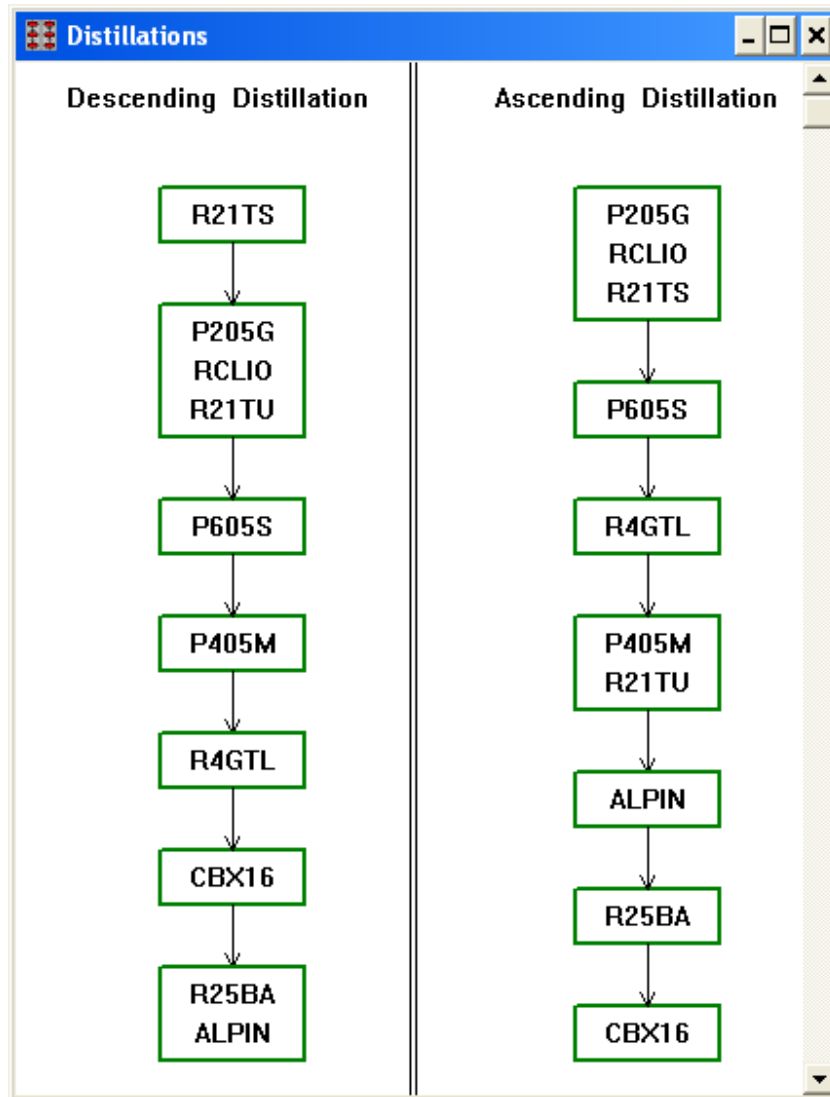 Distillations
Descending Distillation
R21TS
P205G
RCLIO
R21TU
P605S
P405M
R4GTL
CBX16
R25BA
ALPIN
Ascending Distillation
P205G
RCLIO
R21TS
P605S
R4GTL
P405M
R21TU
ALPIN
R25BA
CBX16